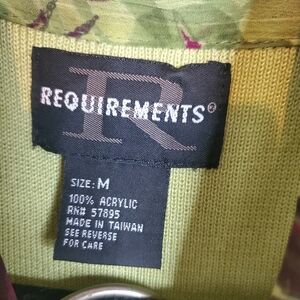 REQUIREMENTS®
R
SIZE: M
100% ACRYLIC
RN# 57895
MADE IN TAIWAN
SEE REVERSE
FOR CARE